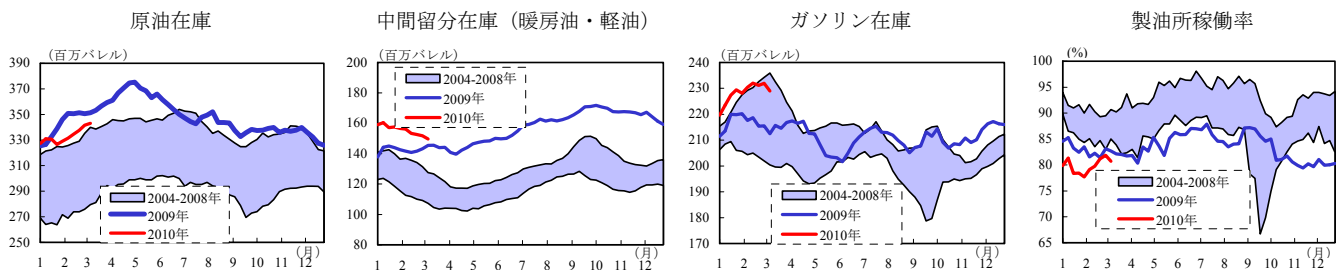 原油在庫
(百万バレル)
390
370
350
330
310
290
270
250
2004-2008年
2009年
2010年
1 2 3 4 5 6 7 8 9 10 11 12
(月)
中間留分在庫（暖房油・軽油）
(百万バレル)
200
180
160
140
120
100
80
2004-2008年
2009年
2010年
1 2 3 4 5 6 7 8 9 10 11 12
(月)
ガソリン在庫
(百万バレル)
240
230
220
210
200
190
180
170
2004-2008年
2009年
2010年
1 2 3 4 5 6 7 8 9 10 11 12
(月)
製油所稼働率
(%)
100
95
90
85
80
75
70
65
2004-2008年
2009年
2010年
1 2 3 4 5 6 7 8 9 10 11 12
(月)